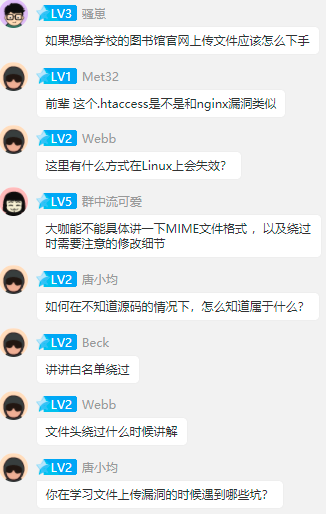 LV3 骚崽
如果想给学校的图书馆官网上传文件应该怎么下手
LV1 Met32
前辈 这个.htaccess是不是和nginx漏洞类似
LV2 Webb
这里有什么方式在Linux上会失效？
LV5 群中流可爱
大咖能不能具体讲一下MIME文件格式 ，以及绕过
时需要注意的修改细节
LV2 唐小均
如何在不知道源码的情况下，怎么知道属于什么？
LV2 Beck
讲讲白名单绕过
LV2 Webb
文件头绕过什么时候讲解
LV2 唐小均
你在学习文件上传漏洞的时候遇到哪些坑？